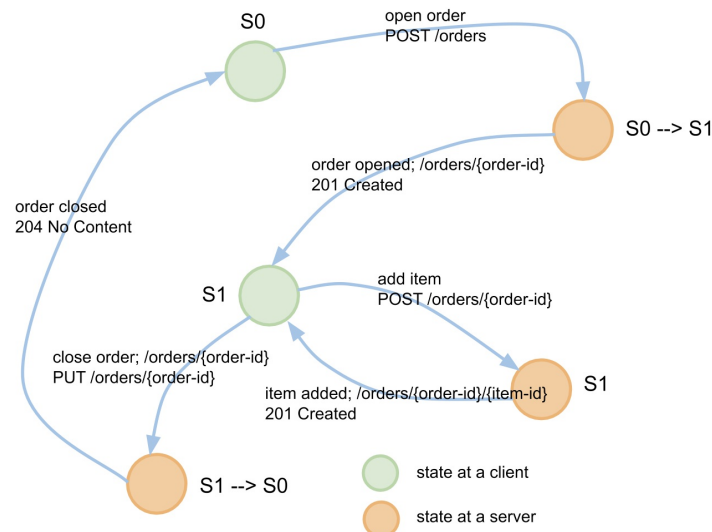 S0
open order
POST /orders
S0 --> S1
order opened; /orders/{order-id}
201 Created
order closed
204 No Content
S1
add item
POST /orders/{order-id}
close order; /orders/{order-id}
PUT /orders/{order-id}
S1
item added; /orders/{order-id}/{item-id}
201 Created
S1 --> S0
state at a client
state at a server